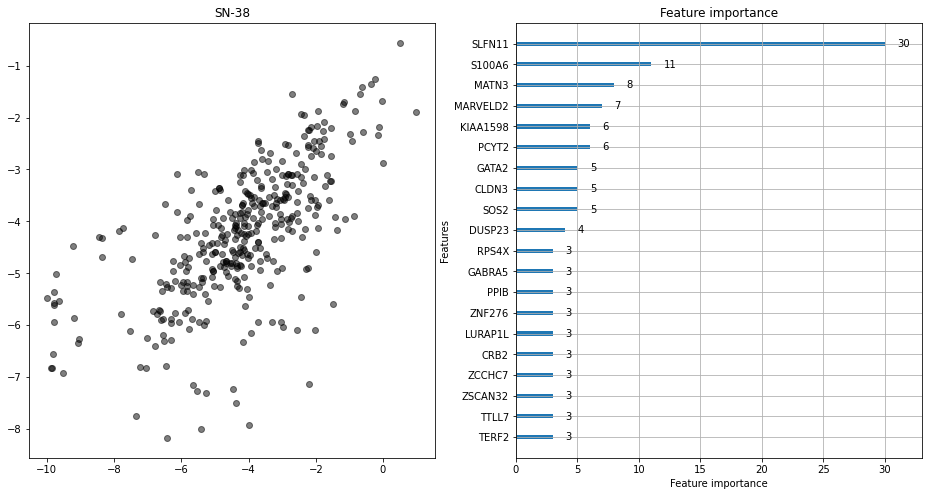 SN-38
−1
−2
−3
−4
−5
−6
−7
−8
−10
−8
−6
−4
−2
0
Feature importance
Features
SLFN11 30
S100A6 11
MATN3 8
MARVELD2 7
KIAA1598 6
PCYT2 6
GATA2 5
CLDN3 5
SOS2 5
DUSP23 4
RPS4X 3
GABRA5 3
PPIB 3
ZNF276 3
LURAP1L 3
CRB2 3
ZCCHC7 3
ZSCAN32 3
TTLL7 3
TERF2 3
0
5
10
15
20
25
30
Feature importance